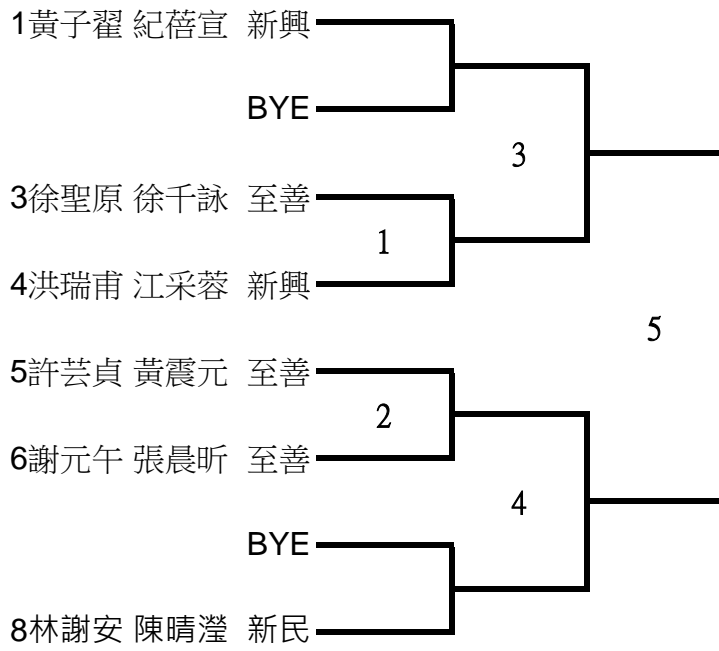 1黃子翟 紀蓓宣 新興
BYE
3
3徐聖原 徐千詠 至善
1
4洪瑞甫 江采蓉 新興
5
5許芸貞 黃震元 至善
2
6謝元午 張晨昕 至善
4
BYE
8林謝安 陳晴瀅 新民